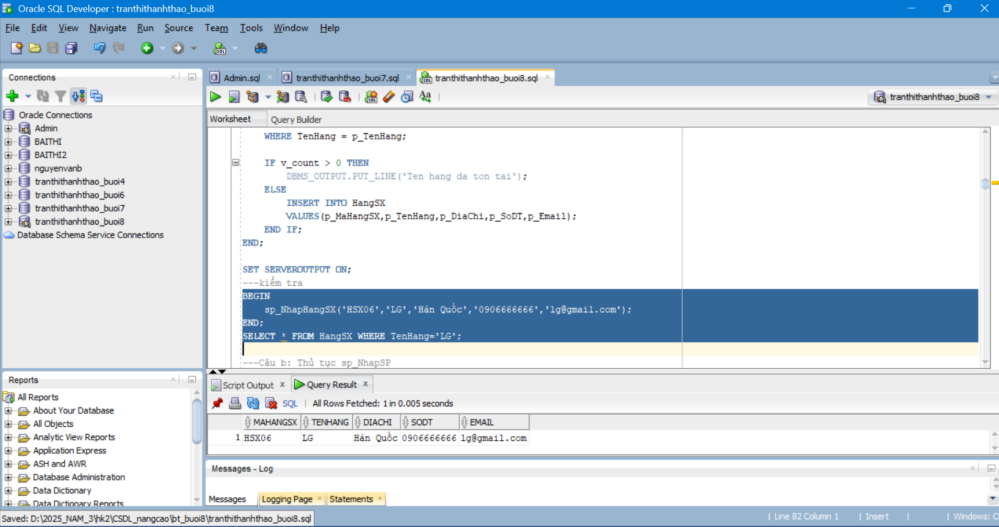 Oracle SQL Developer : tranthithanhthao_buoi8
File Edit View Navigate Run Source Team Tools Window Help
Connections
Oracle Connections
Admin
BAITHI
BAITHI2
nguyenvanb
tranthithanhthao_buoi4
tranthithanhthao_buoi6
tranthithanhthao_buoi7
tranthithanhthao_buoi8
Database Schema Service Connections
Reports
All Reports
About Your Database
All Objects
Analytic View Reports
Application Express
ASH and AWR
Database Administration
Data Dictionary
Data Dictionary Reports
Admin.sql tranthithanhthao_buoi7.sql tranthithanhthao_buoi8.sql
tranthithanhthao_buoi8
Worksheet Query Builder
WHERE TenHang = p_TenHang;
IF v_count > 0 THEN
DBMS_OUTPUT.PUT_LINE('Ten hang da ton tai');
ELSE
INSERT INTO HangSX
VALUES(p_MaHangSX,p_TenHang,p_DiaChi,p_SoDT,p_Email);
END IF;
END;
SET SERVEROUTPUT ON;
---kiểm tra
BEGIN
sp_NhapHangSX('HSX06','LG','Hàn Quốc','0906666666','lg@gmail.com');
END;
SELECT * FROM HangSX WHERE TenHang='LG';
---Câu b: Thủ tục sp_NhapSP
Script Output Query Result
SQL All Rows Fetched: 1 in 0.005 seconds
MAHANGSX TENHANG DIACHI SODT EMAIL
1 HSX06 LG Hàn Quốc 0906666666 lg@gmail.com
Messages - Log
Messages Logging Page Statements
Saved: D:\2025_NAM_3\hk2\CSDL_nangcao\bt_buoi8\tranthithanhthao_buoi8.sql
Line 82 Column 1 Insert Windows: C